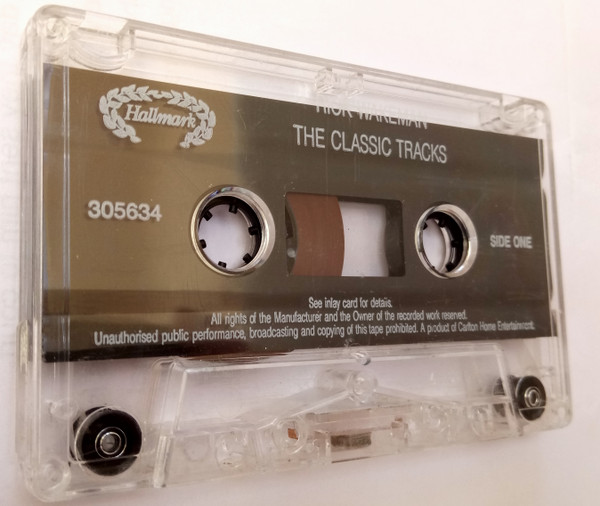 Hallmark
RICK WAKEMAN
THE CLASSIC TRACKS
305634
SIDE ONE
See inlay card for details.
All rights of the Manufacturer and the Owner of the recorded work reserved.
Unauthorised public performance, broadcasting and copying of this tape prohibited. A product of Carlton Home Entertainment.